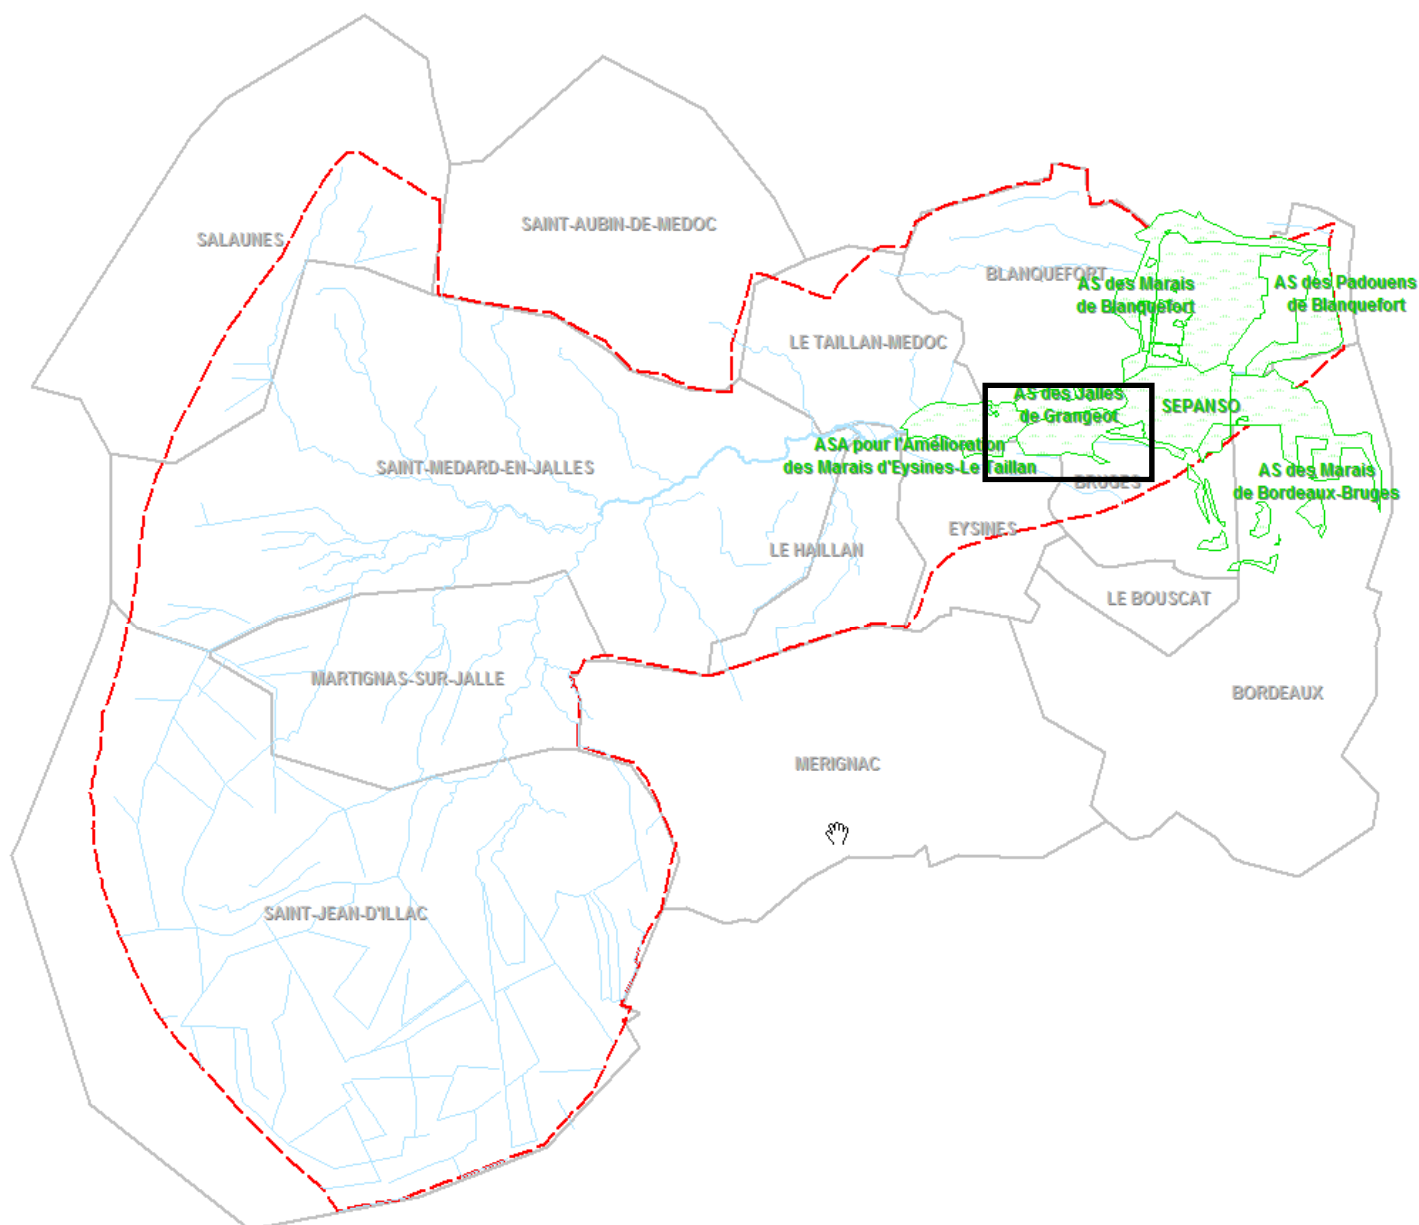 SALAUNES
SAINT-AUBIN-DE-MEDOC
BLANQUEFORT
AS des Marais
de Blanquefort
AS des Padouens
de Blanquefort
LE TAILLAN-MEDOC
AS des Jalles
de Grangeot
SEPANSO
ASA pour l'Amélioration
des Marais d'Eysines-Le Taillan
SAINT-MEDARD-EN-JALLES
BRUGES
AS des Marais
de Bordeaux-Bruges
EYSINES
LE HAILLAN
LE BOUSCAT
MARTIGNAS-SUR-JALLE
BORDEAUX
MERIGNAC
SAINT-JEAN-D'ILLAC